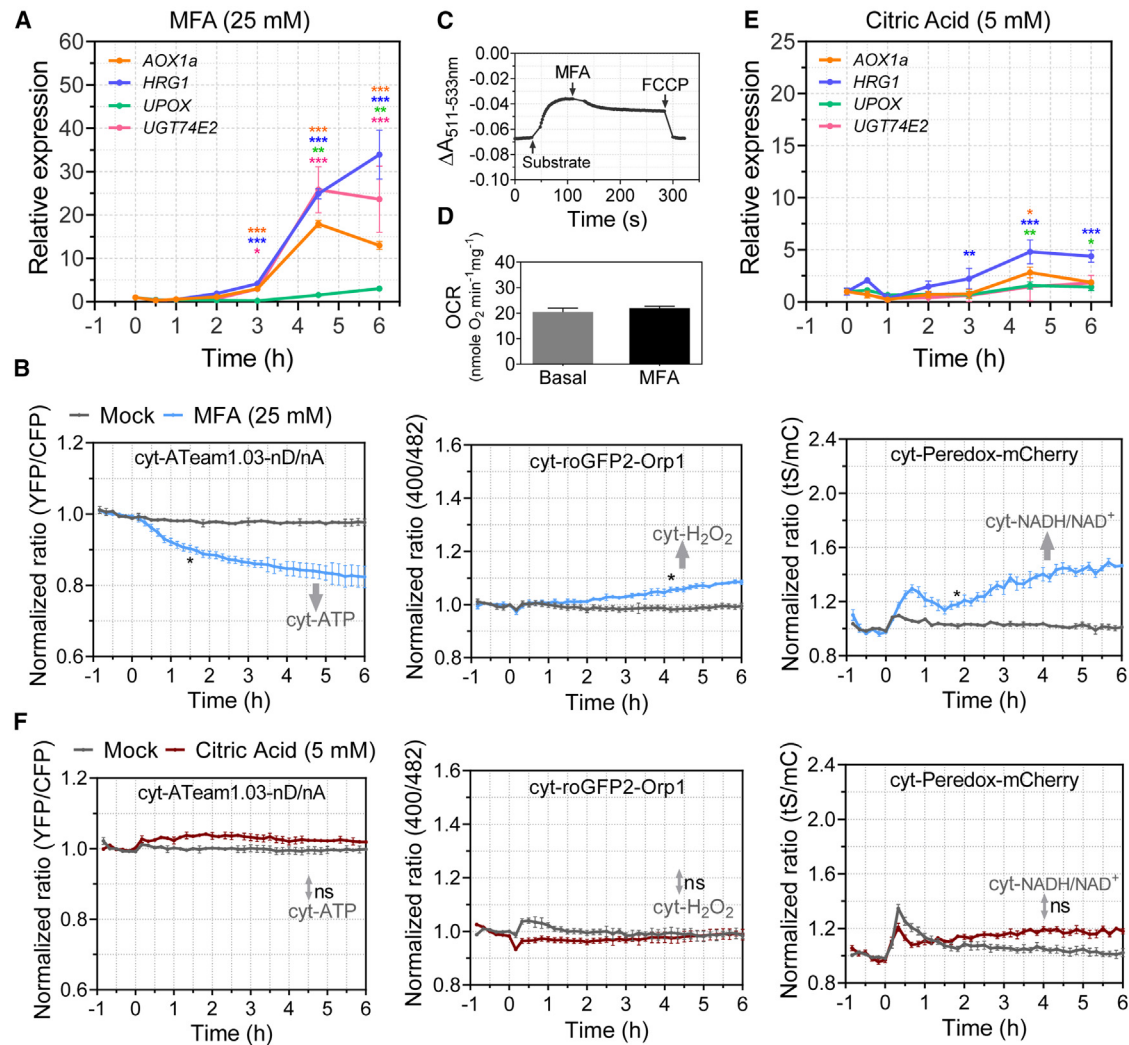 A
MFA (25 mM)
Relative expression
60
50
45
40
30
20
10
0
AOX1a
HRG1
UPOX
UGT74E2
***
***
*
***
***
**
***
***
***
**
***
-1 0 1 2 3 4 5 6
Time (h)
C
ΔA511-533nm
0.00
-0.02
-0.04
-0.06
-0.08
-0.10
MFA
FCCP
Substrate
0 100 200 300
Time (s)
D
OCR
(nmole O2 min-1mg-1)
40
30
20
10
0
Basal MFA
E
Citric Acid (5 mM)
Relative expression
25
20
15
10
5
0
AOX1a
HRG1
UPOX
UGT74E2
**
*
***
**
***
*
-1 0 1 2 3 4 5 6
Time (h)
B
Mock MFA (25 mM)
Normalized ratio (YFP/CFP)
1.2
1.0
0.8
0.6
cyt-ATeam1.03-nD/nA
*
cyt-ATP
-1 0 1 2 3 4 5 6
Time (h)
Normalized ratio (400/482)
1.6
1.4
1.2
1.0
0.8
cyt-roGFP2-Orp1
cyt-H2O2
*
-1 0 1 2 3 4 5 6
Time (h)
Normalized ratio (tS/mC)
2.4
2.0
1.6
1.2
0.8
cyt-Peredox-mCherry
cyt-NADH/NAD+
*
-1 0 1 2 3 4 5 6
Time (h)
F
Mock Citric Acid (5 mM)
Normalized ratio (YFP/CFP)
1.2
1.0
0.8
0.6
cyt-ATeam1.03-nD/nA
ns
cyt-ATP
-1 0 1 2 3 4 5 6
Time (h)
Normalized ratio (400/482)
1.6
1.4
1.2
1.0
0.8
cyt-roGFP2-Orp1
ns
cyt-H2O2
-1 0 1 2 3 4 5 6
Time (h)
Normalized ratio (tS/mC)
2.4
2.0
1.6
1.2
0.8
cyt-Peredox-mCherry
cyt-NADH/NAD+
ns
-1 0 1 2 3 4 5 6
Time (h)